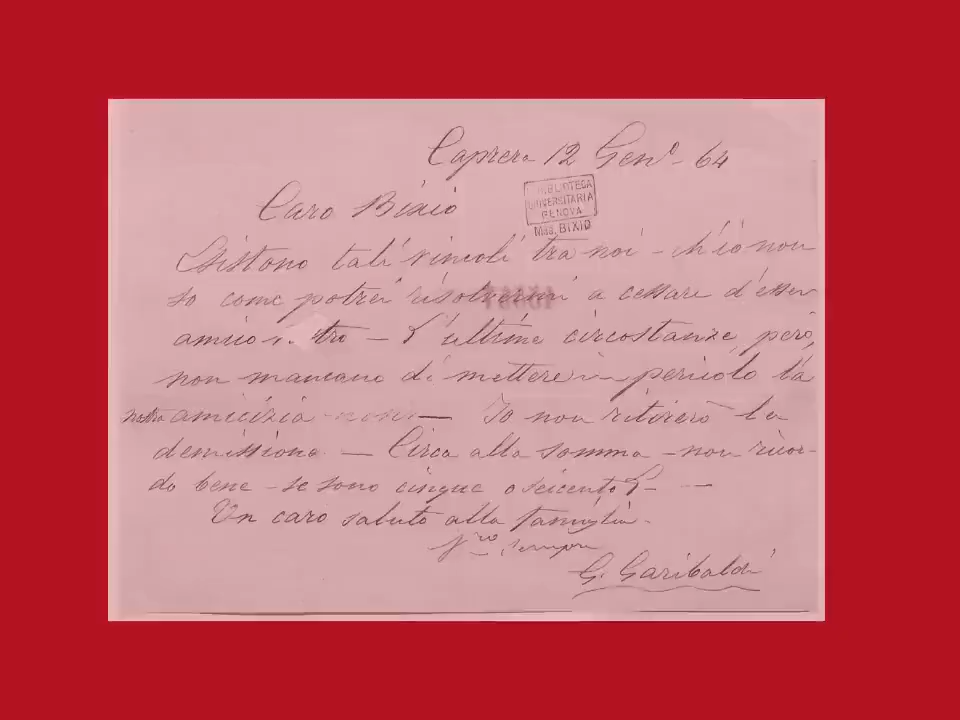 Caprera 12 Gen.° - 64
BIBLIOTECA
UNIVERSITARIA
GENOVA
Mss. BIXIO
Caro Bixio
Esistono tali vincoli tra noi - ch'io non
so come potrei risolvermi a cessare d'esser
amico - L'ultime circostanze, però,
non mancano di mettere in pericolo la
nostra amicizia - Io non ritirerò la
demissione - Circa alla somma - non ricor-
do bene - se sono cinque o seicento £ -
Un caro saluto alla famiglia -
sempre
G. Garibaldi